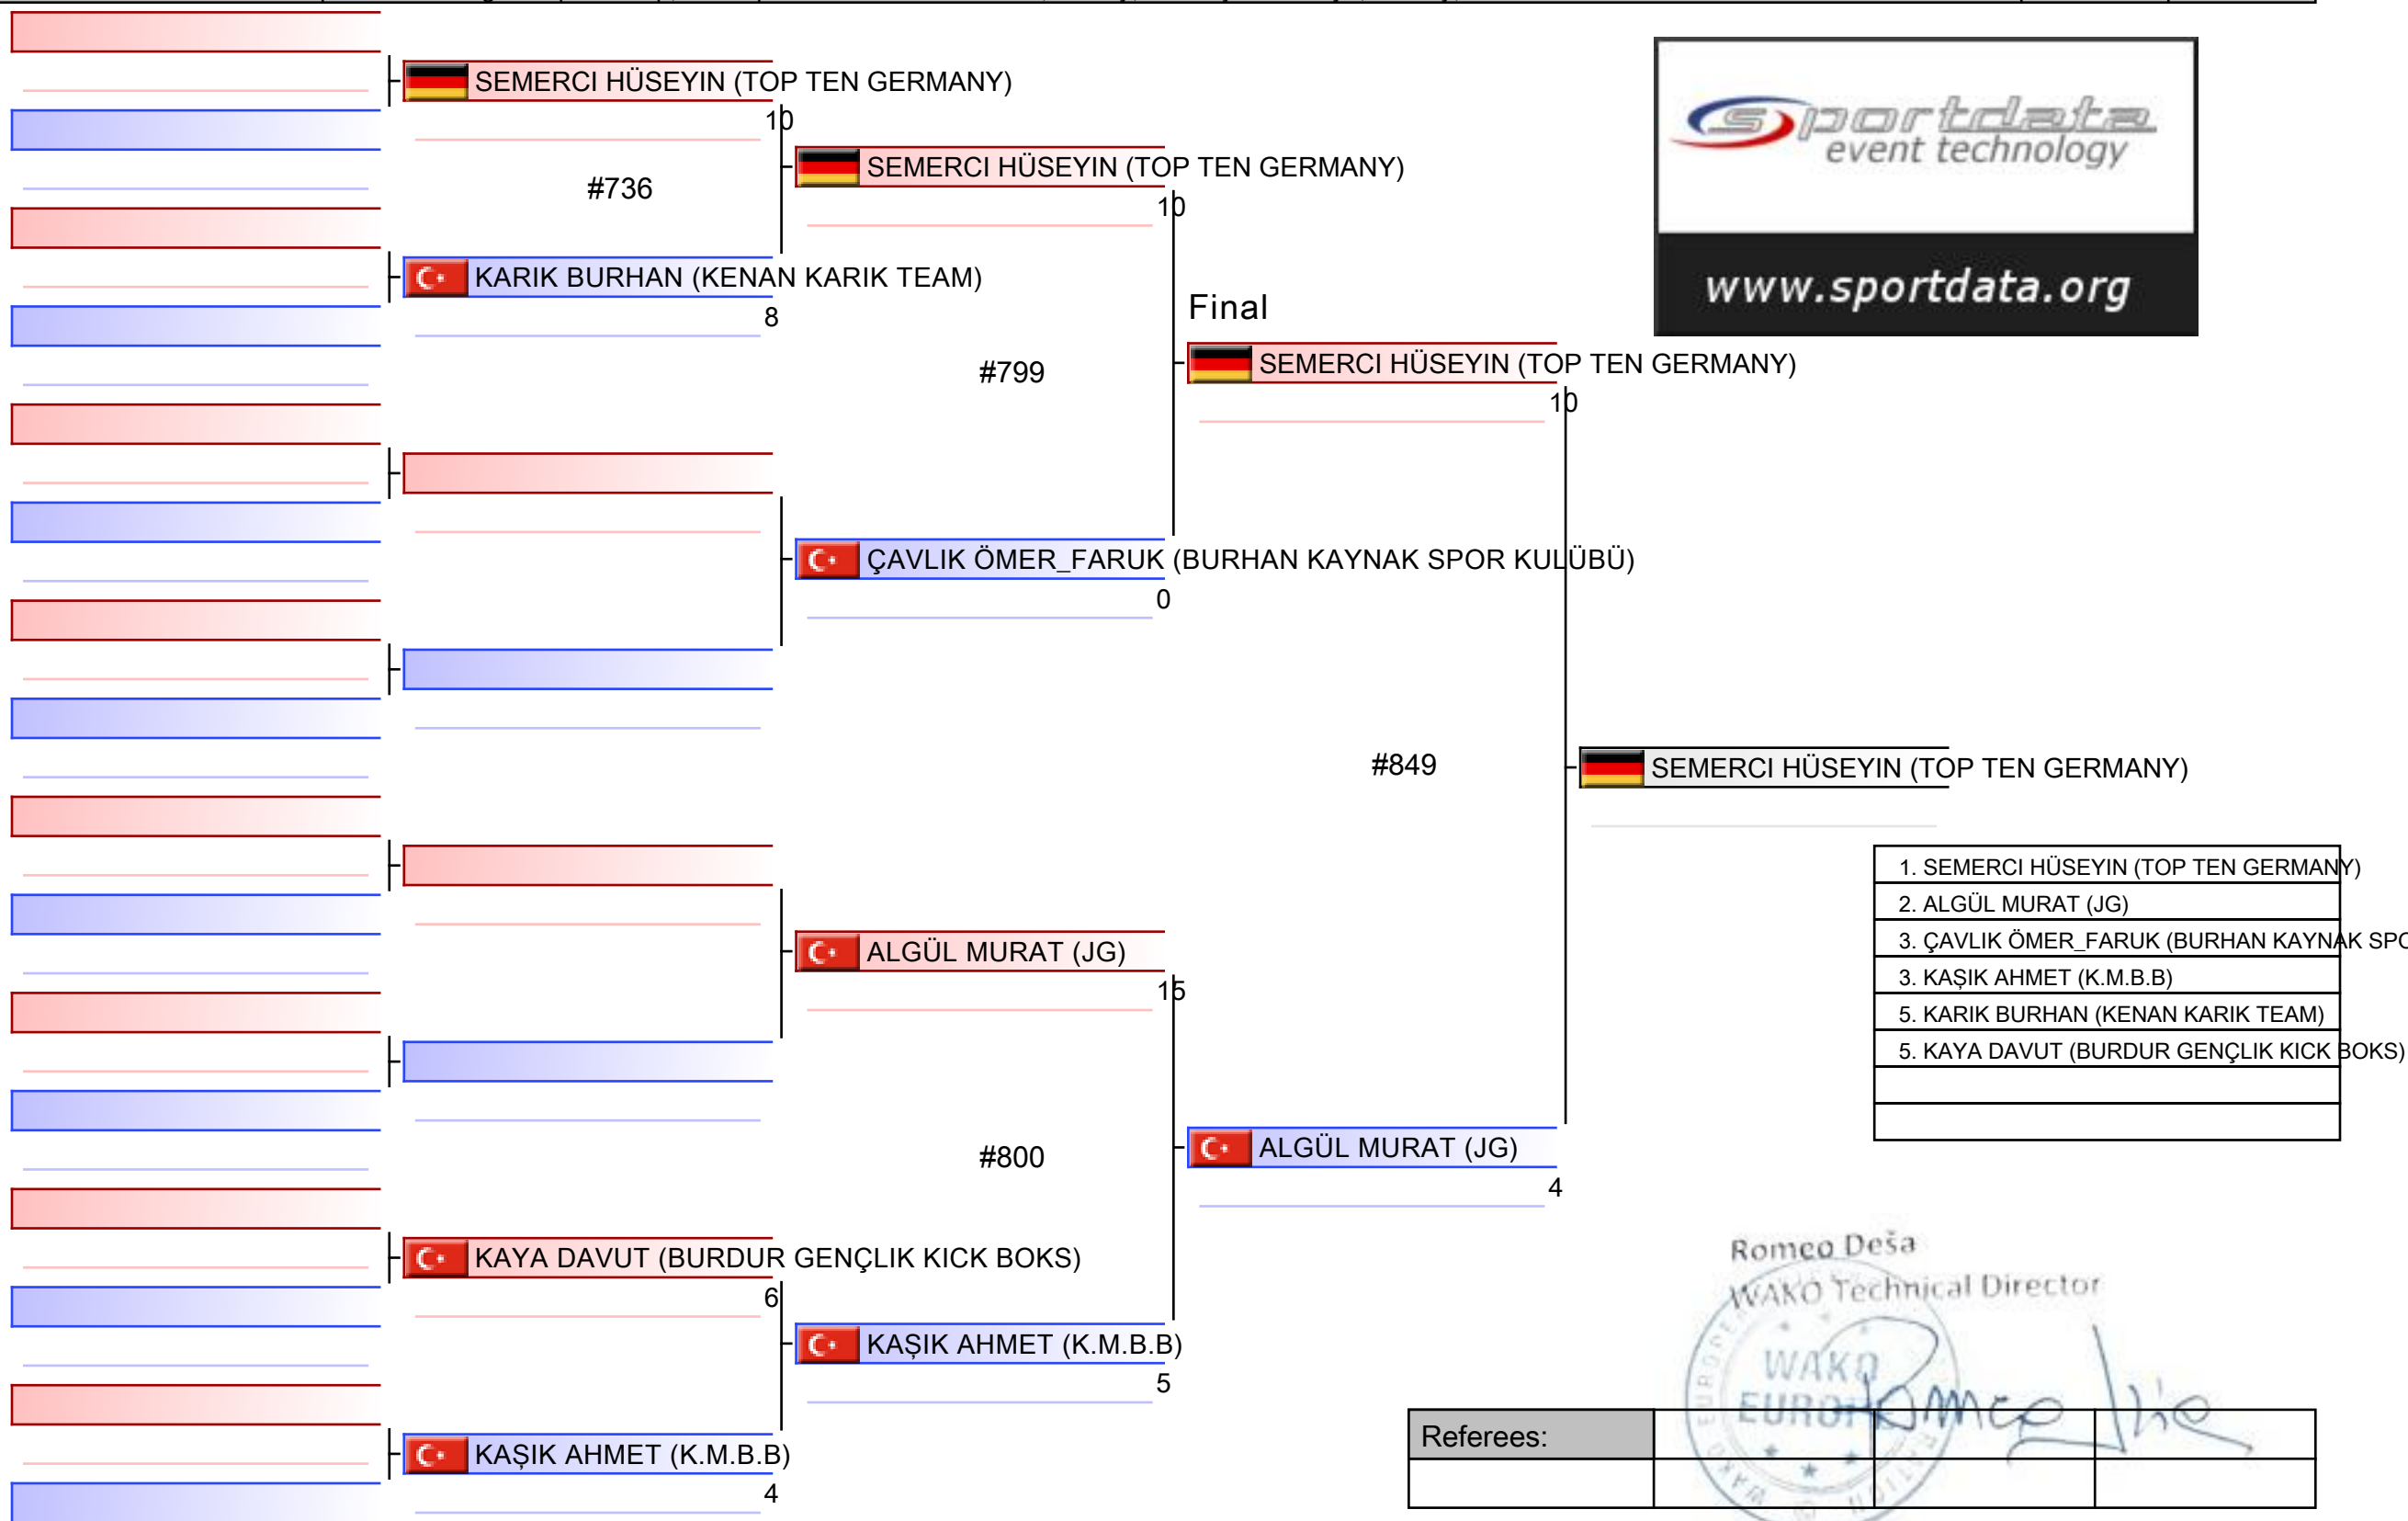 SEMERCI HÜSEYIN (TOP TEN GERMANY)
10
#736
KARIK BURHAN (KENAN KARIK TEAM)
8
SEMERCI HÜSEYIN (TOP TEN GERMANY)
10
#799
ÇAVLIK ÖMER_FARUK (BURHAN KAYNAK SPOR KULÜBÜ)
0
ALGÜL MURAT (JG)
15
#800
KAYA DAVUT (BURDUR GENÇLIK KICK BOKS)
6
KAŞIK AHMET (K.M.B.B)
5
KAŞIK AHMET (K.M.B.B)
4
Final
SEMERCI HÜSEYIN (TOP TEN GERMANY)
10
#849
ALGÜL MURAT (JG)
4
SEMERCI HÜSEYIN (TOP TEN GERMANY)
sportdata
event technology
www.sportdata.org
1. SEMERCI HÜSEYIN (TOP TEN GERMANY)
2. ALGÜL MURAT (JG)
3. ÇAVLIK ÖMER_FARUK (BURHAN KAYNAK SPO
3. KAŞIK AHMET (K.M.B.B)
5. KARIK BURHAN (KENAN KARIK TEAM)
5. KAYA DAVUT (BURDUR GENÇLIK KICK BOKS)
Romeo Deša
WAKO Technical Director
WAKO
EUROPE
Referees: